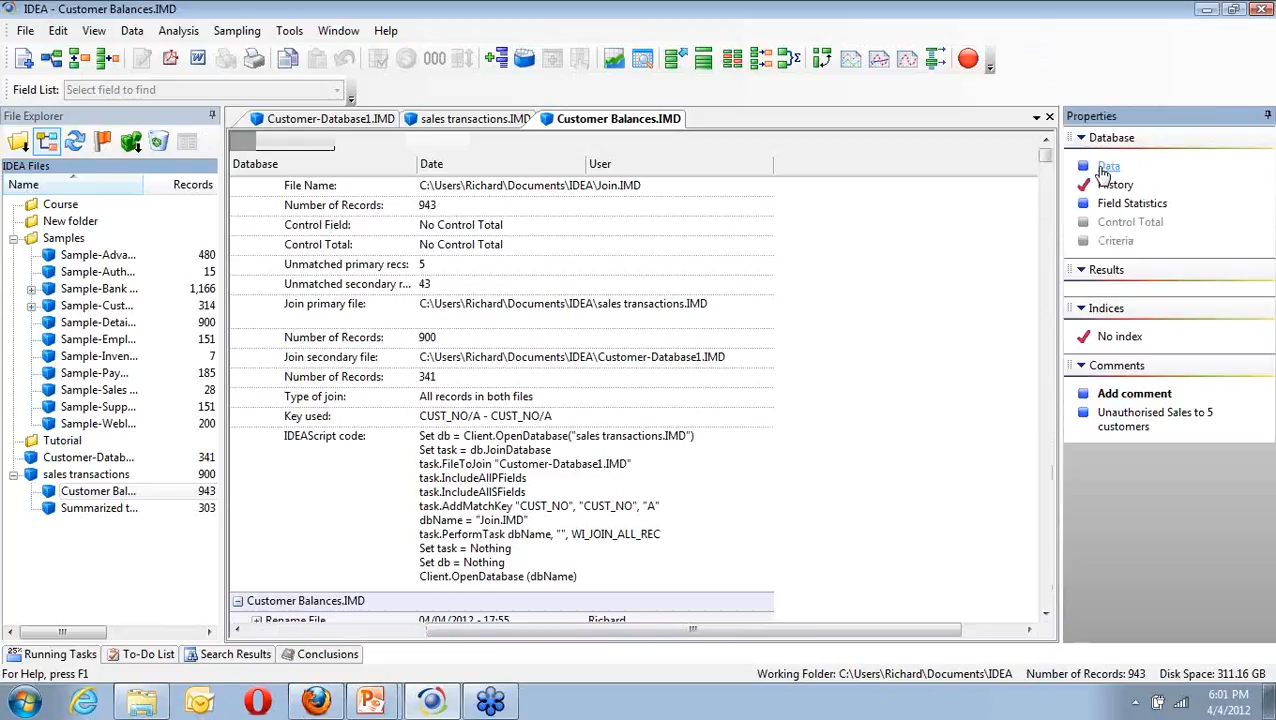 IDEA - Customer Balances.IMD
File Edit View Data Analysis Sampling Tools Window Help
000
Field List: Select field to find
File Explorer
IDEA Files
Name Records
Course
New folder
Samples
Sample-Adva... 480
Sample-Auth... 15
Sample-Bank ... 1,166
Sample-Cust... 314
Sample-Detai... 900
Sample-Empl... 151
Sample-Inven... 7
Sample-Pay... 341
Sample-Sales ... 28
Sample-Supp... 151
Sample-Webl... 200
Tutorial
Customer-Datab... 341
sales transactions 900
Customer Bal... 943
Summarized t... 303
Customer-Database1.IMD sales transactions.IMD Customer Balances.IMD
Database Date User
File Name: C:\Users\Richard\Documents\IDEA\Join.IMD
Number of Records: 943
Control Field: No Control Total
Control Total: No Control Total
Unmatched primary recs: 5
Unmatched secondary r... 43
Join primary file: C:\Users\Richard\Documents\IDEA\sales transactions.IMD
Number of Records: 900
Join secondary file: C:\Users\Richard\Documents\IDEA\Customer-Database1.IMD
Number of Records: 341
Type of join: All records in both files
Key used: CUST_NO/A - CUST_NO/A
IDEAScript code: Set db = Client.OpenDatabase("sales transactions.IMD")
Set task = db.JoinDatabase
task.FileToJoin "Customer-Database1.IMD"
task.IncludeAllPFields
task.IncludeAllSFields
task.AddMatchKey "CUST_NO", "CUST_NO", "A"
dbName = "Join.IMD"
task.PerformTask dbName, "", WI_JOIN_ALL_REC
Set task = Nothing
Set db = Nothing
Client.OpenDatabase (dbName)
Customer Balances.IMD
Rename File 04/04/2012 - 17:55 Richard
Properties
Database
Data
History
Field Statistics
Control Total
Criteria
Results
Indices
No index
Comments
Add comment
Unauthorised Sales to 5
customers
Running Tasks To-Do List Search Results Conclusions
For Help, press F1 Working Folder: C:\Users\Richard\Documents\IDEA Number of Records: 943 Disk Space: 311.16 GB
6:01 PM
4/4/2012